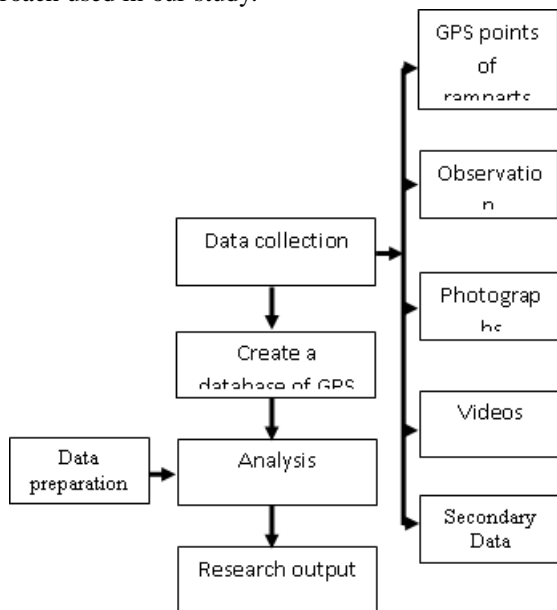 roach used in our study.
GPS points
of
ramparts
Observatio
n
Data collection
Photograp
hs
Create a
database of GPS
Videos
Data
preparation
Analysis
Secondary
Data
Research output